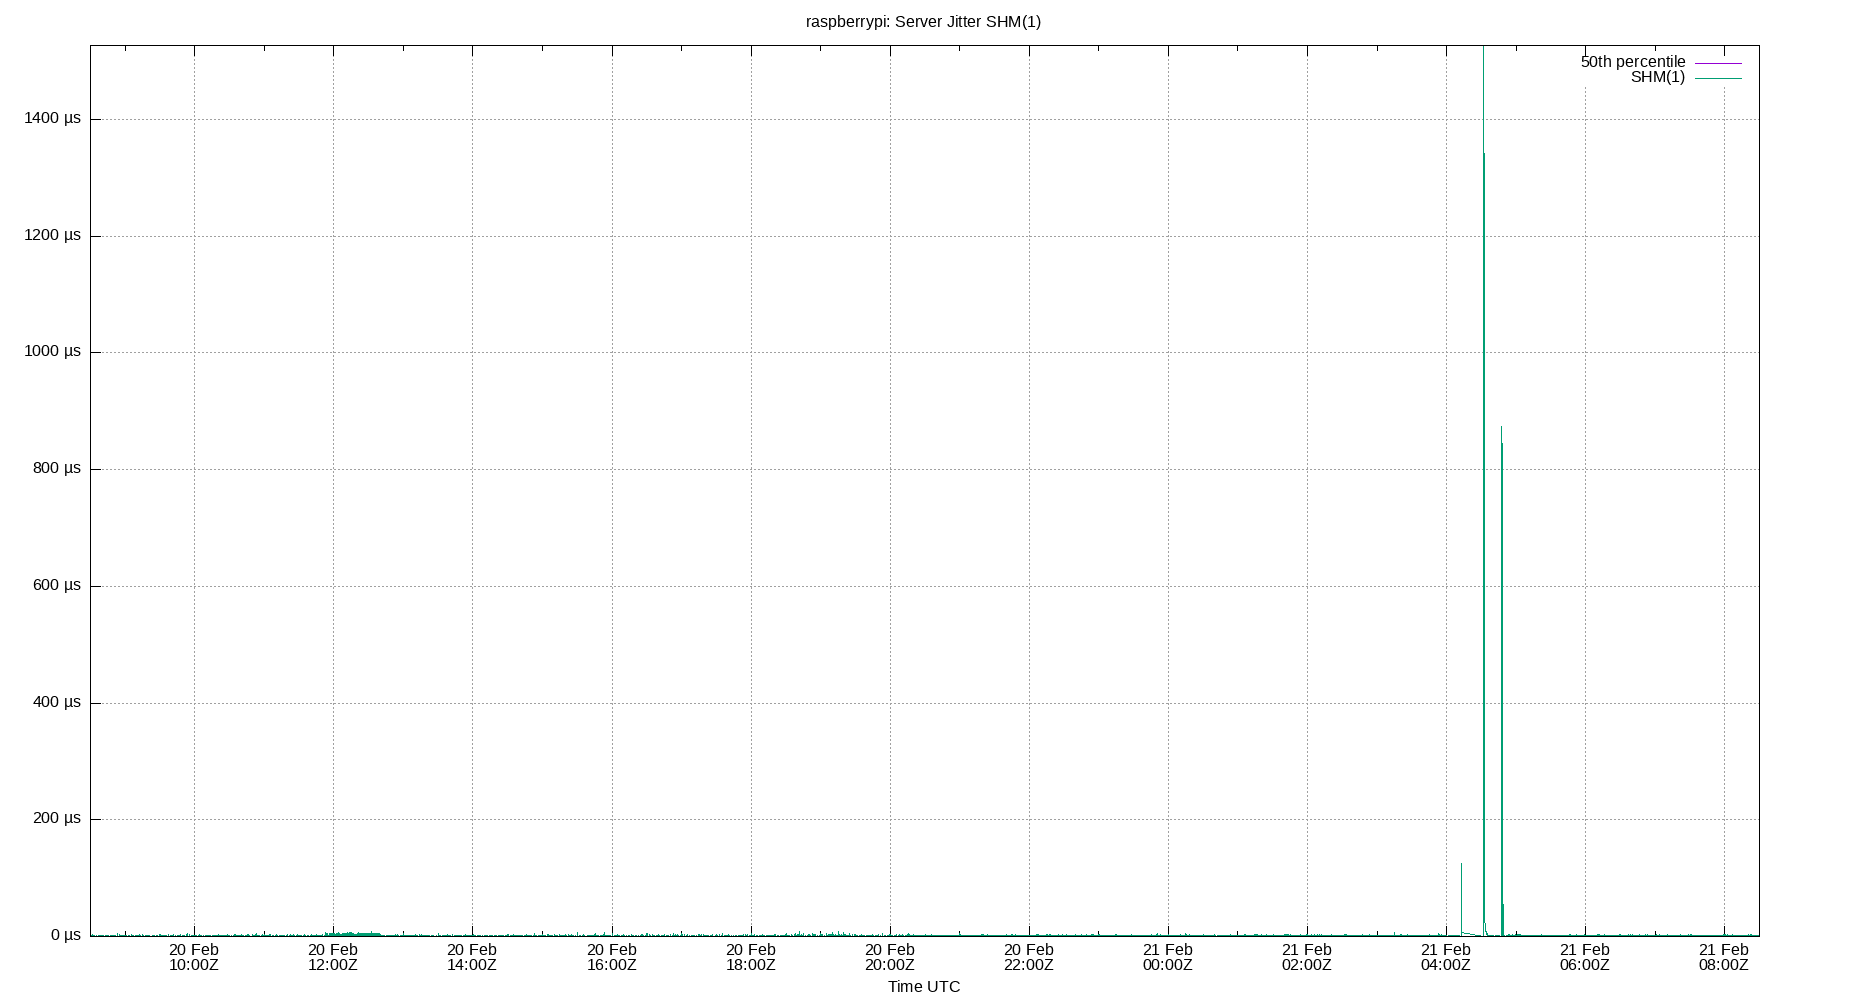 raspberrypi: Server Jitter SHM(1)
50th percentile
SHM(1)
1400 µs
1200 µs
1000 µs
800 µs
600 µs
400 µs
200 µs
0 µs
20 Feb 20 Feb 20 Feb 20 Feb 20 Feb 20 Feb 20 Feb 21 Feb 21 Feb 21 Feb 21 Feb 21 Feb
10:00Z 12:00Z 14:00Z 16:00Z 18:00Z 20:00Z 22:00Z 00:00Z 02:00Z 04:00Z 06:00Z 08:00Z
Time UTC